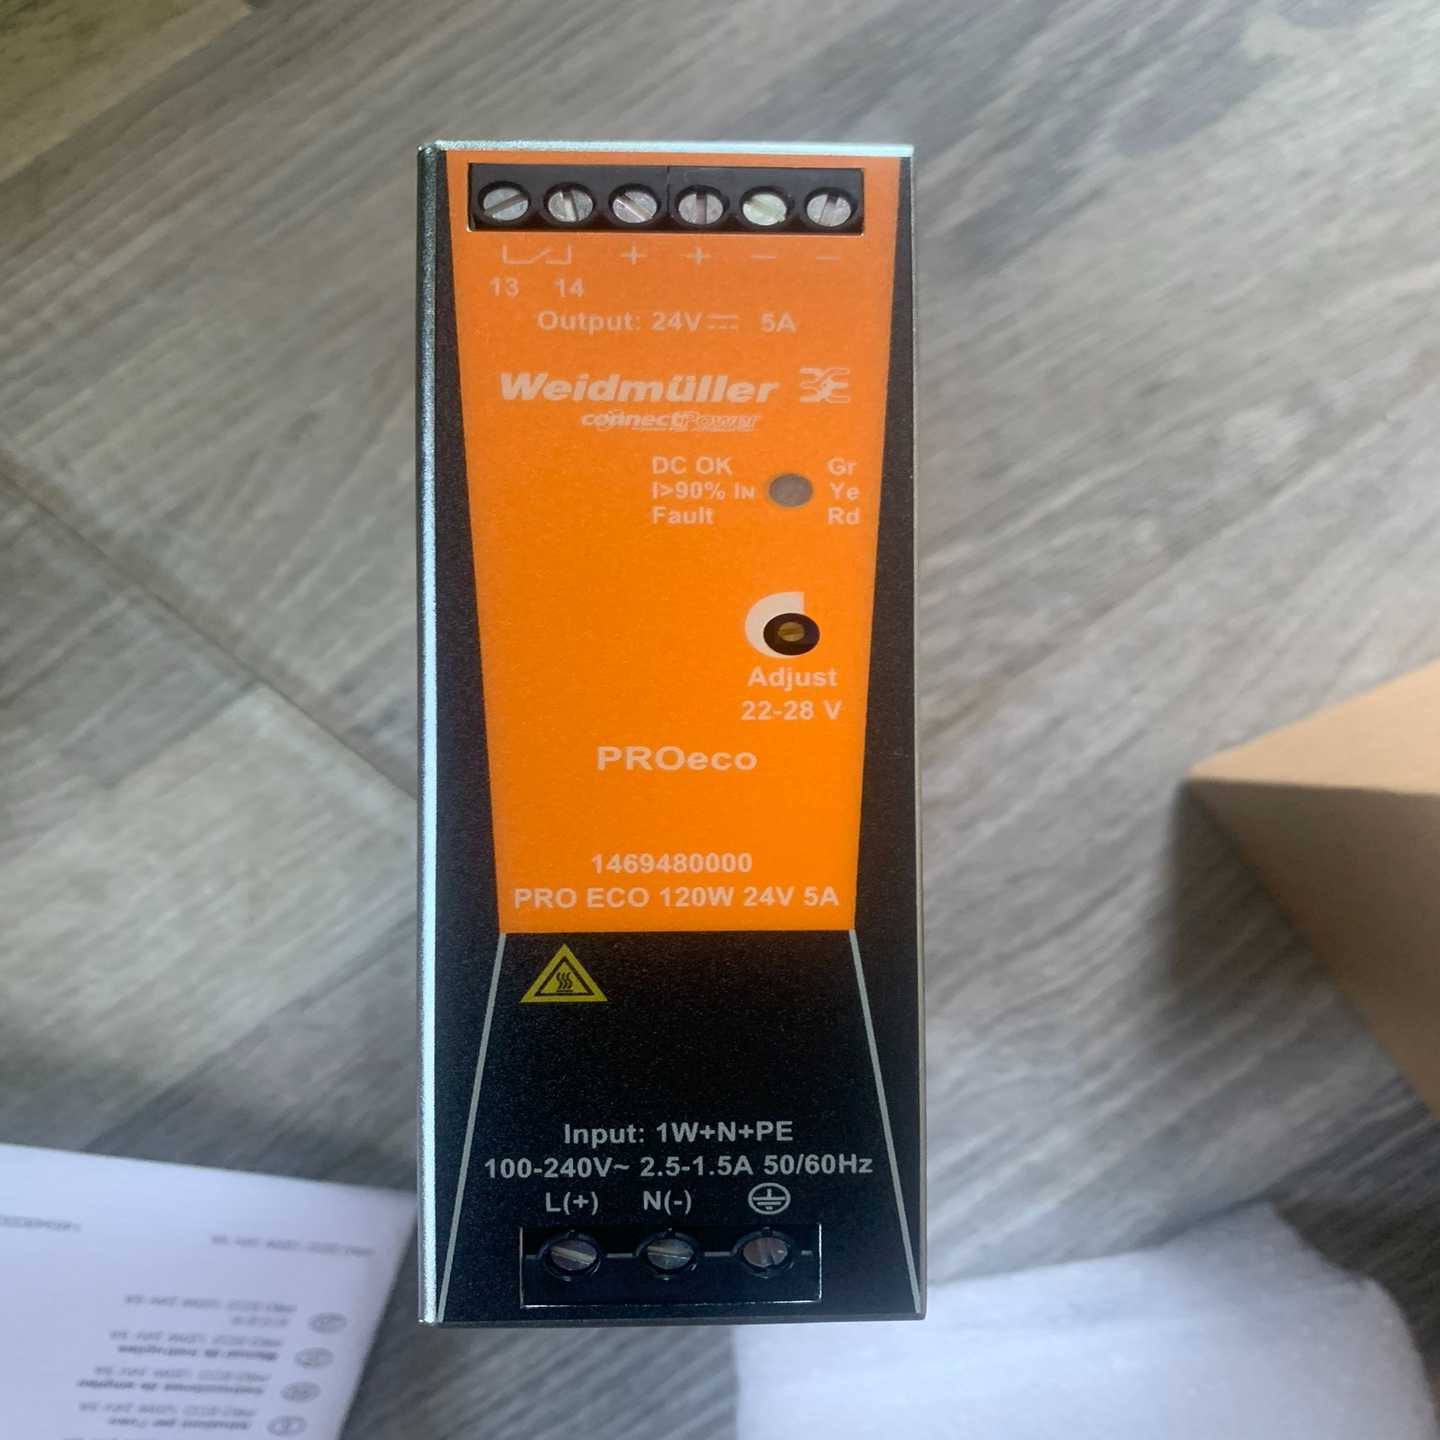 + + − −
13 14
Output: 24V⎓ 5A
Weidmüller
connectPower
DC OK Gr
I>90% IN Ye
Fault Rd
Adjust
22-28 V
PROeco
1469480000
PRO ECO 120W 24V 5A
Input: 1W+N+PE
100-240V~ 2.5-1.5A 50/60Hz
L(+) N(-)